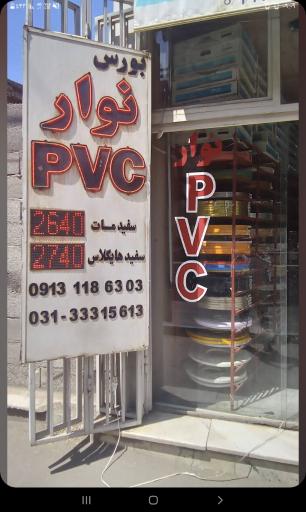 بورس
نوار
PVC
2640 سفید مات
2740 سفید هایگلاس
0913 118 63 03
031-33315613
نوار
PVC